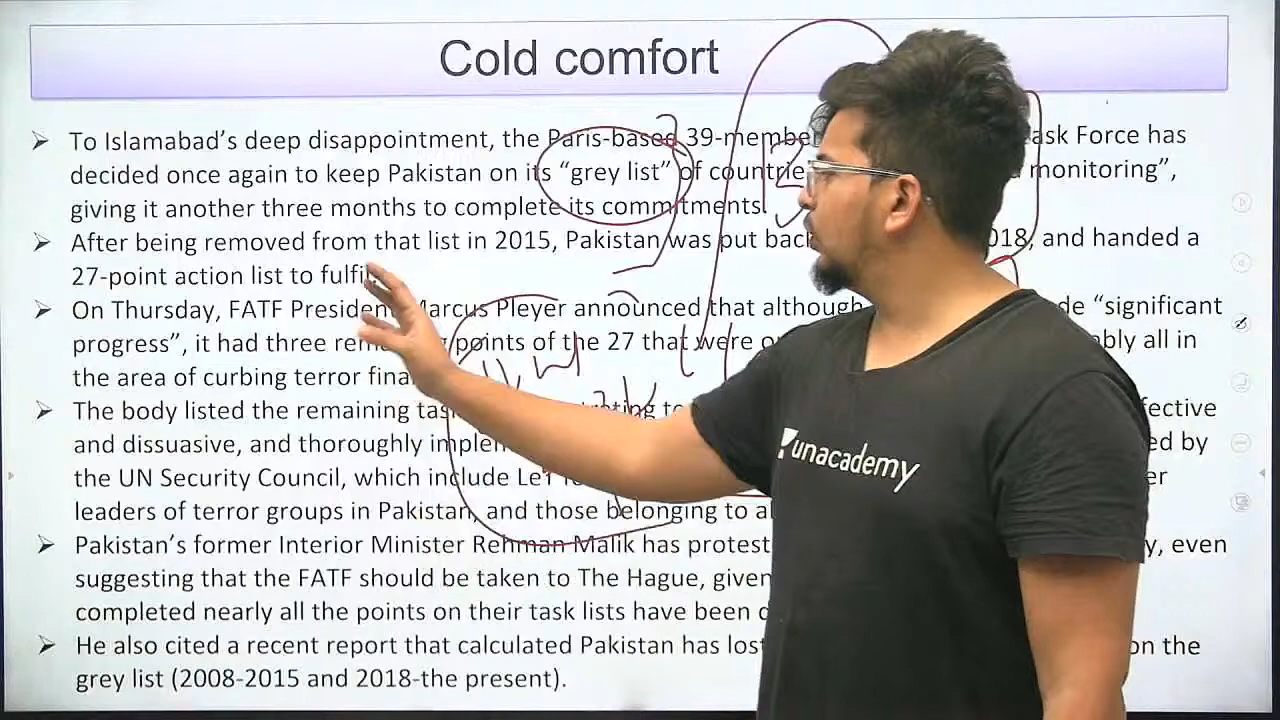 Cold comfort
➤ To Islamabad’s deep disappointment, the Paris-based 39-member ask Force has
decided once again to keep Pakistan on its “grey list” of countrie monitoring”,
giving it another three months to complete its commitments.
➤ After being removed from that list in 2015, Pakistan was put bac 018, and handed a
27-point action list to fulfil
➤ On Thursday, FATF President Marcus Pleyer announced that although de “significant
progress”, it had three points of the 27 that were ably all in
the area of curbing terror fina
➤ The body listed the remaining fective
and dissuasive, and thoroughly implem ed by
the UN Security Council, which include LeT er
leaders of terror groups in Pakistan, and those belonging to al
➤ Pakistan’s former Interior Minister Rehman Malik has protest y, even
suggesting that the FATF should be taken to The Hague, given
completed nearly all the points on their task lists have been
➤ He also cited a recent report that calculated Pakistan has lost on the
grey list (2008-2015 and 2018-the present).
unacademy